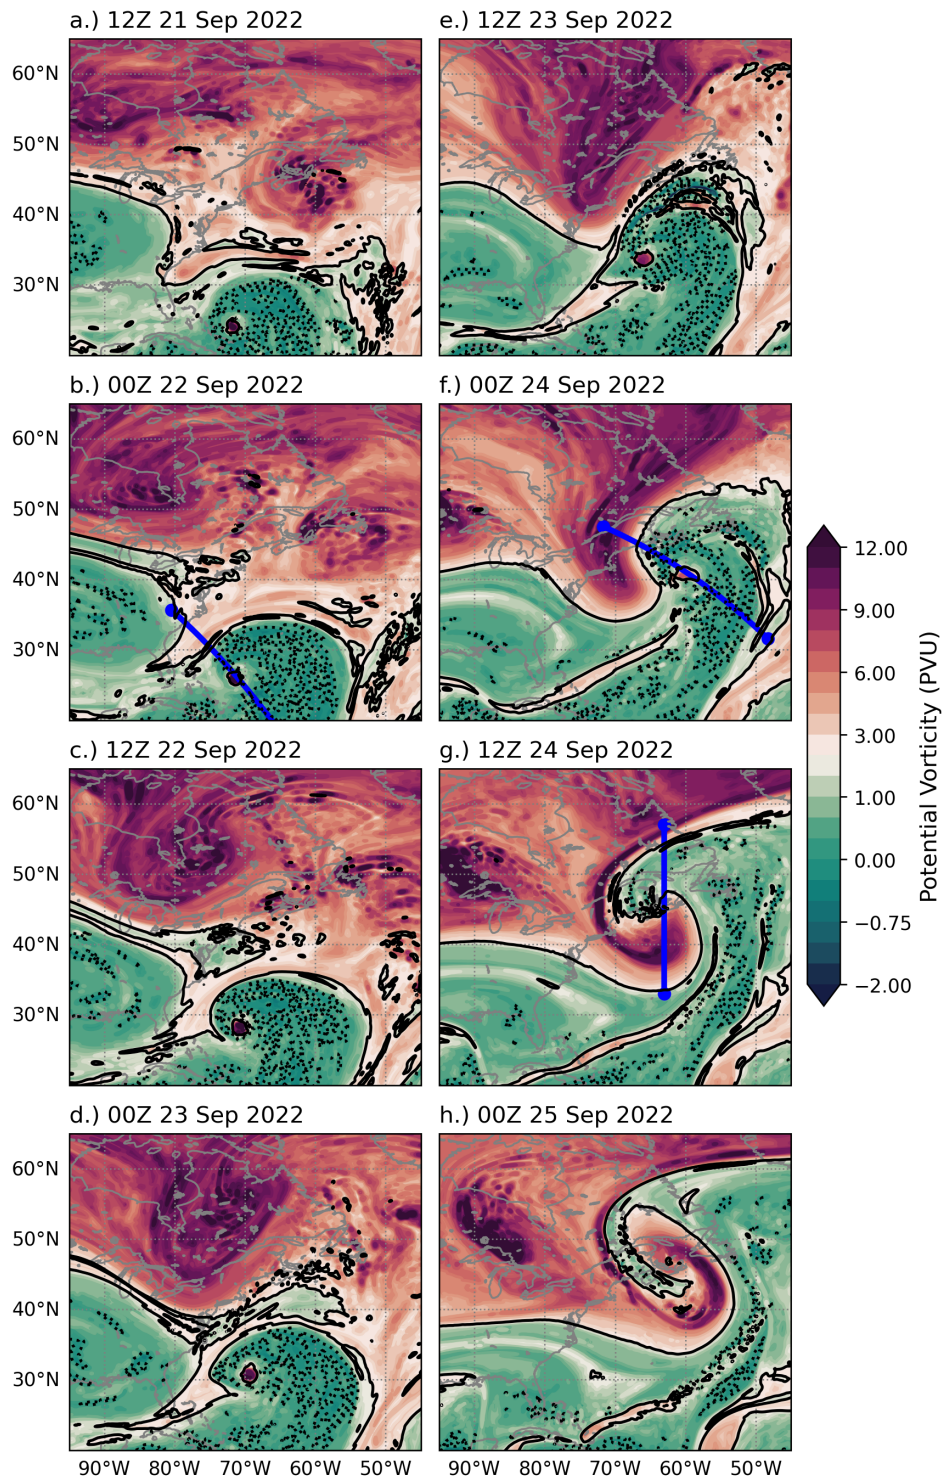 a.) 12Z 21 Sep 2022
60°N
50°N
40°N
30°N
b.) 00Z 22 Sep 2022
60°N
50°N
40°N
30°N
c.) 12Z 22 Sep 2022
60°N
50°N
40°N
30°N
d.) 00Z 23 Sep 2022
60°N
50°N
40°N
30°N
90°W 80°W 70°W 60°W 50°W
e.) 12Z 23 Sep 2022
f.) 00Z 24 Sep 2022
g.) 12Z 24 Sep 2022
h.) 00Z 25 Sep 2022
90°W 80°W 70°W 60°W 50°W
12.00
9.00
6.00
3.00
1.00
0.00
−0.75
−2.00
Potential Vorticity (PVU)